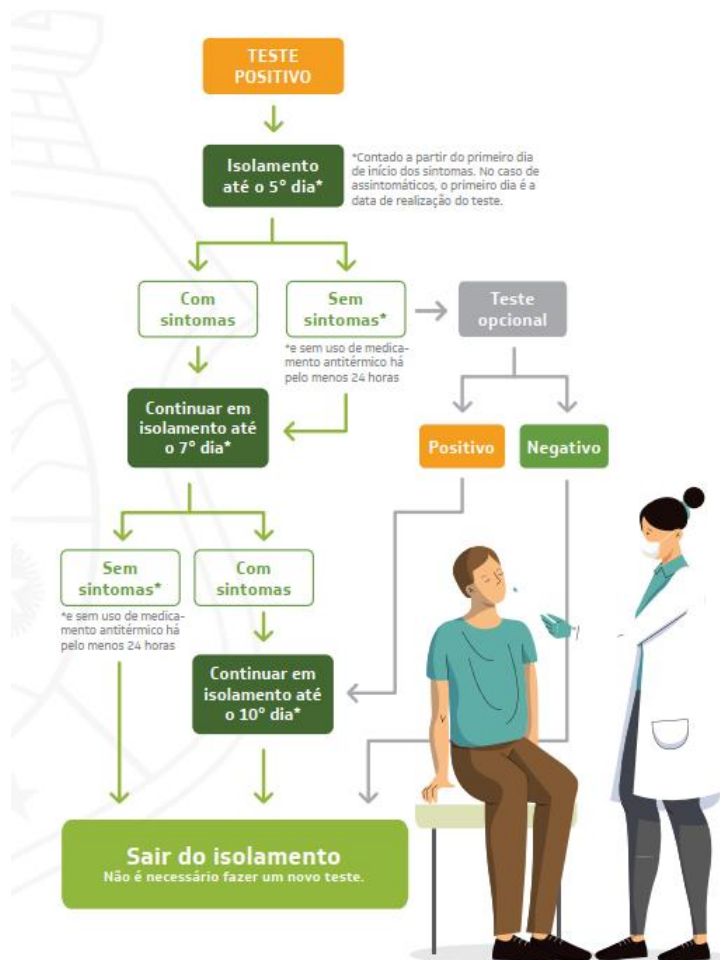 TESTE
POSITIVO
Isolamento
até o 5° dia*
*Contado a partir do primeiro dia
de início dos sintomas. No caso de
assintomáticos, o primeiro dia é a
data de realização do teste.
Com
sintomas
Sem
sintomas*
*e sem uso de medica-
mento antitérmico há
pelo menos 24 horas
Teste
opcional
Continuar em
isolamento até
o 7° dia*
Positivo
Negativo
Sem
sintomas*
*e sem uso de medica-
mento antitérmico há
pelo menos 24 horas
Com
sintomas
Continuar em
isolamento até
o 10° dia*
Sair do isolamento
Não é necessário fazer um novo teste.